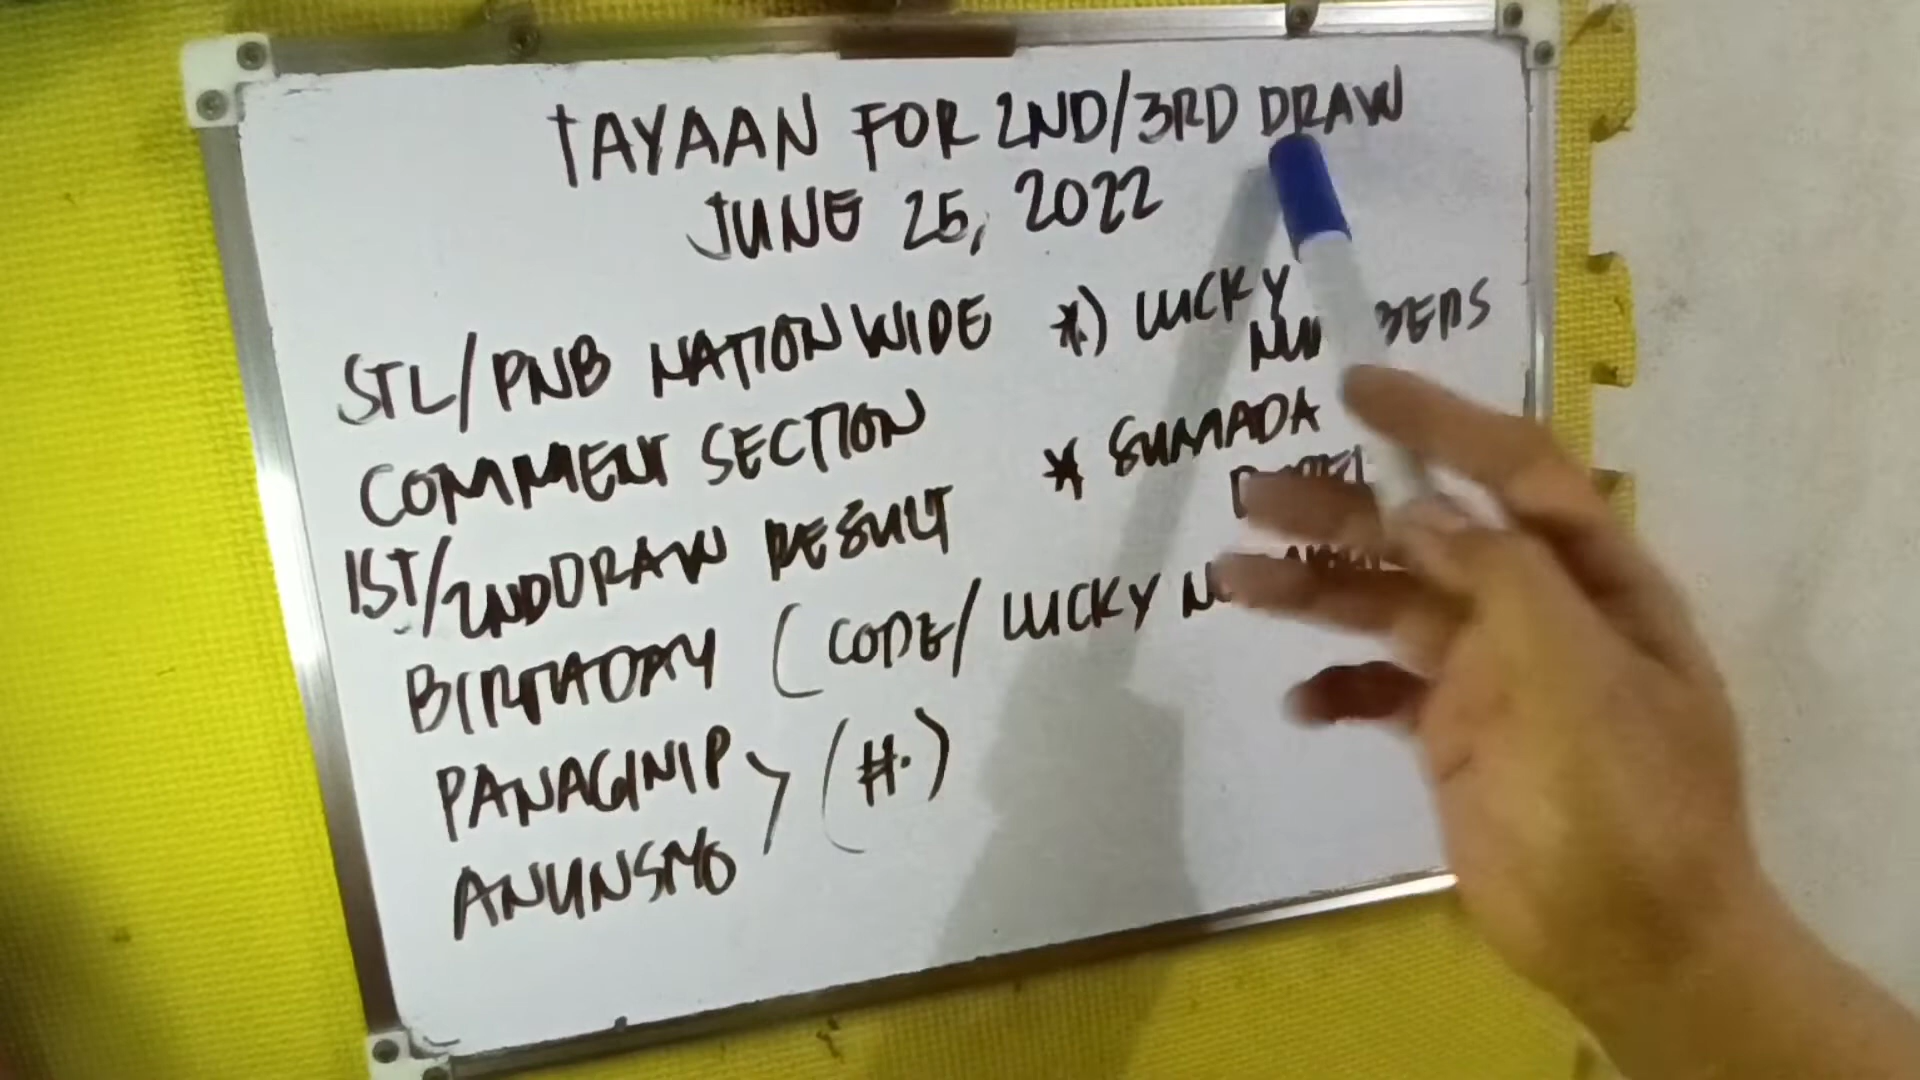 TAYAAN FOR 2ND/3RD DRAW
JUNE 25, 2022
STL/PNB NATIONWIDE
COMMENT SECTION
1ST/2NDDRAW RESULT
BIRTHDAY (CODE/ LUCKY
PANAGINIP
ANUNSYO
> (#.)
*) LUCKY
* SUMADA